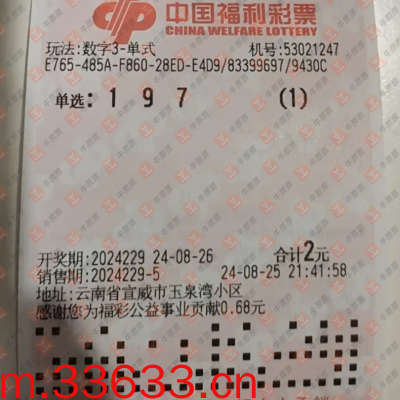 中国福利彩票
CHINA WELFARE LOTTERY
玩法:数字3-单式 机号:53021247
E765-485A-F860-28ED-E4D9/83399697/9430C
单选: 1 9 7 (1)
开奖期:2024229 24-08-26 合计2元
销售期:2024229-5 24-08-25 21:41:58
地址:云南省宣威市玉泉湾小区
感谢您为福彩公益事业贡献0.68元
m.33633.cn